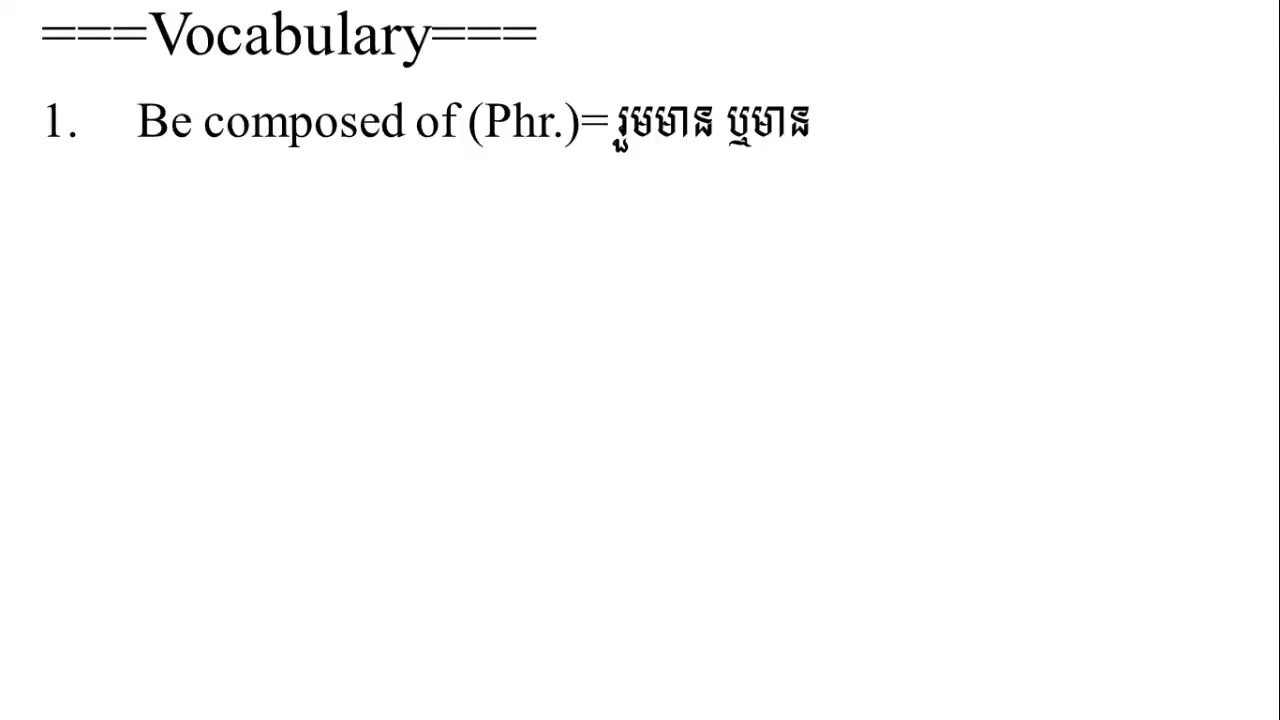 ===Vocabulary===
1. Be composed of (Phr.)= រួមមាន ឬមាន